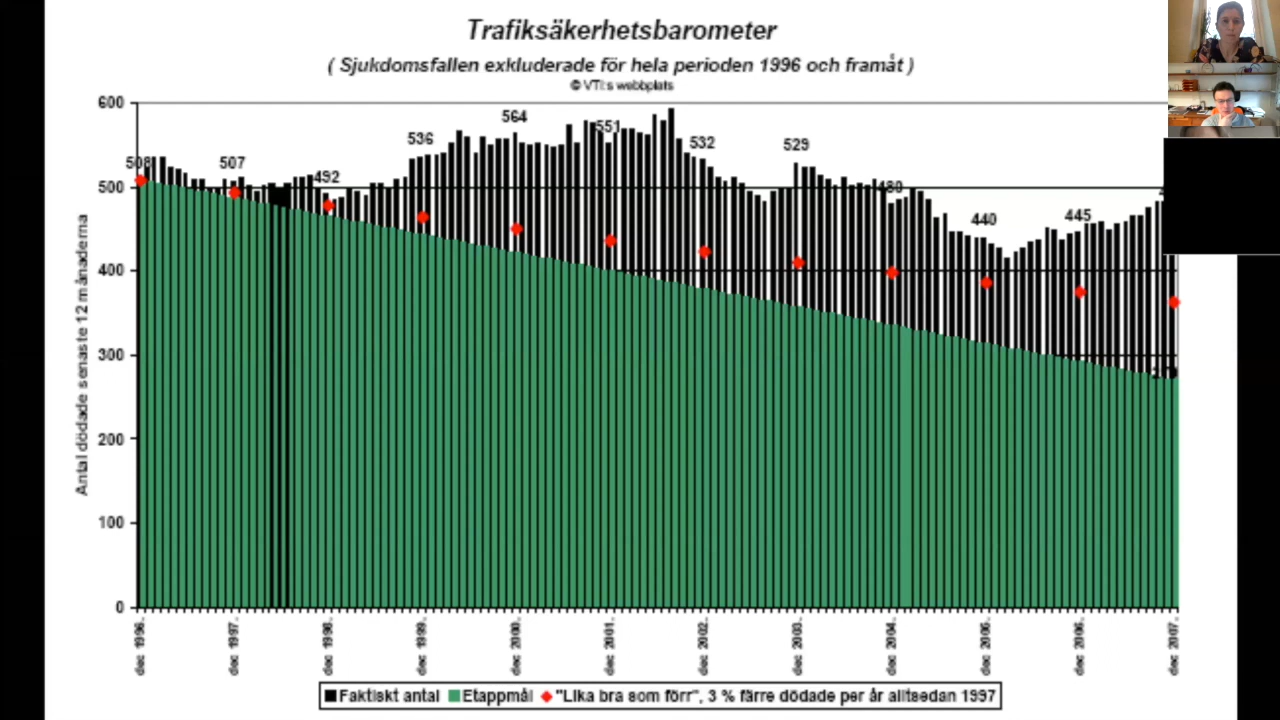 Trafiksäkerhetsbarometer
( Sjukdomsfallen exkluderade för hela perioden 1996 och framåt )
© VTI:s webbplats
600
500
400
300
200
100
0
Antal dödade senaste 12 månaderna
508
507
492
536
564
551
532
529
480
440
445
dec 1996.
dec 1997.
dec 1998.
dec 1999.
dec 2000.
dec 2001.
dec 2002.
dec 2003.
dec 2004.
dec 2005.
dec 2006.
dec 2007.
Faktiskt antal Etappmål "Lika bra som förr", 3 % färre dödade per år alltsedan 1997